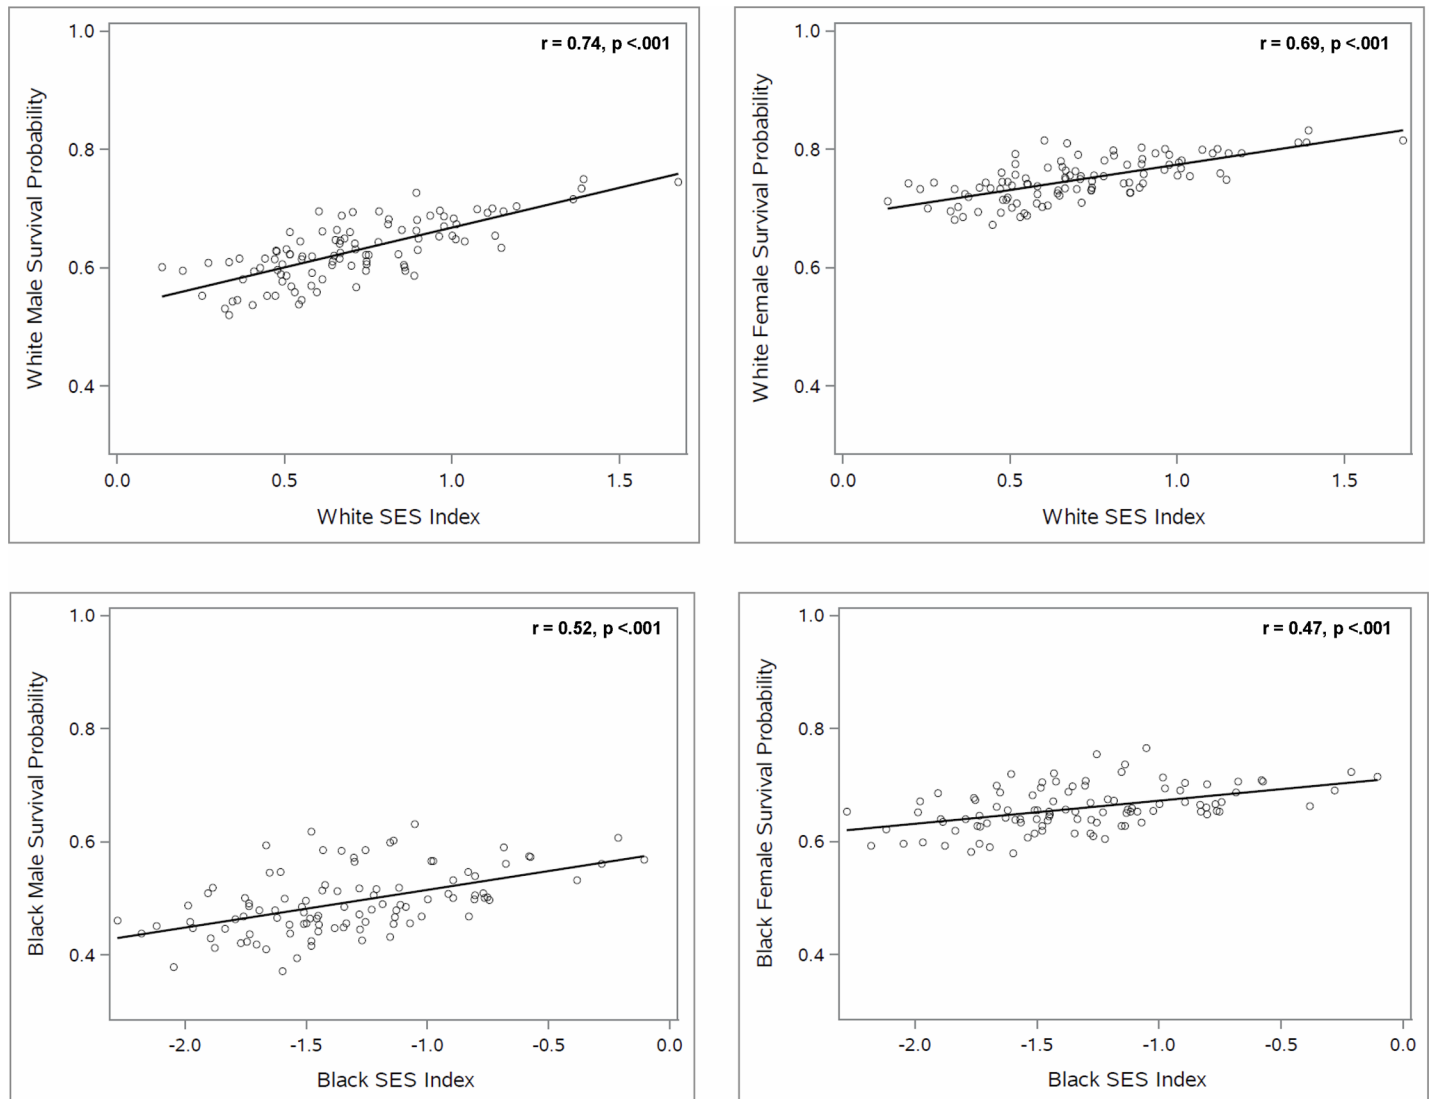 r = 0.74, p <.001
White Male Survival Probability
1.0
0.8
0.6
0.4
0.0 0.5 1.0 1.5
White SES Index
r = 0.69, p <.001
White Female Survival Probability
1.0
0.8
0.6
0.4
0.0 0.5 1.0 1.5
White SES Index
r = 0.52, p <.001
Black Male Survival Probability
1.0
0.8
0.6
0.4
-2.0 -1.5 -1.0 -0.5 0.0
Black SES Index
r = 0.47, p <.001
Black Female Survival Probability
1.0
0.8
0.6
0.4
-2.0 -1.5 -1.0 -0.5 0.0
Black SES Index